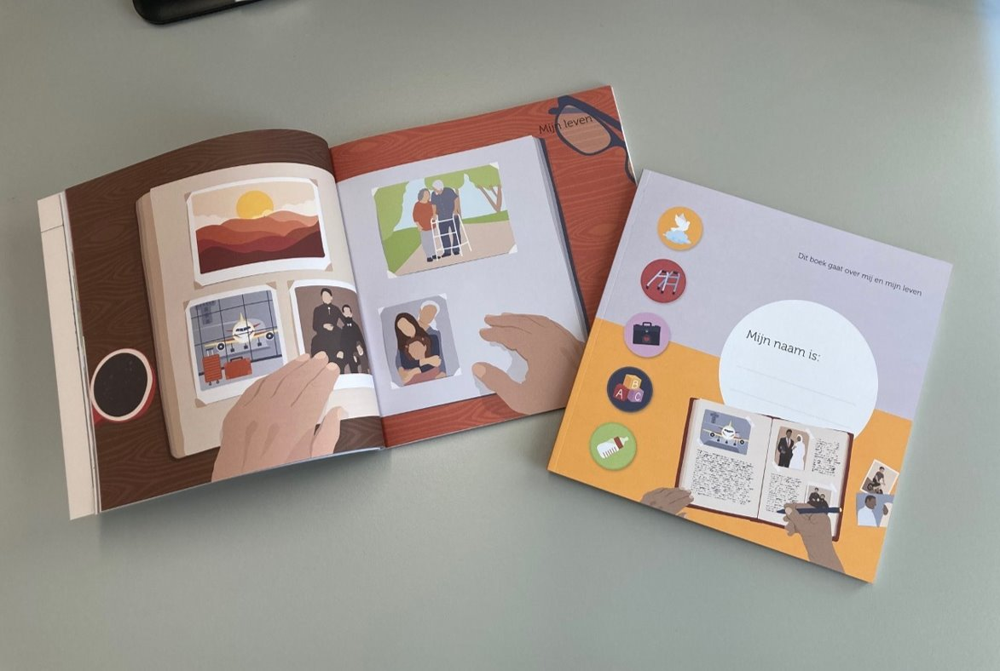 Mijn leven
Dit boek gaat over mij en mijn leven
Mijn naam is:
B
A C